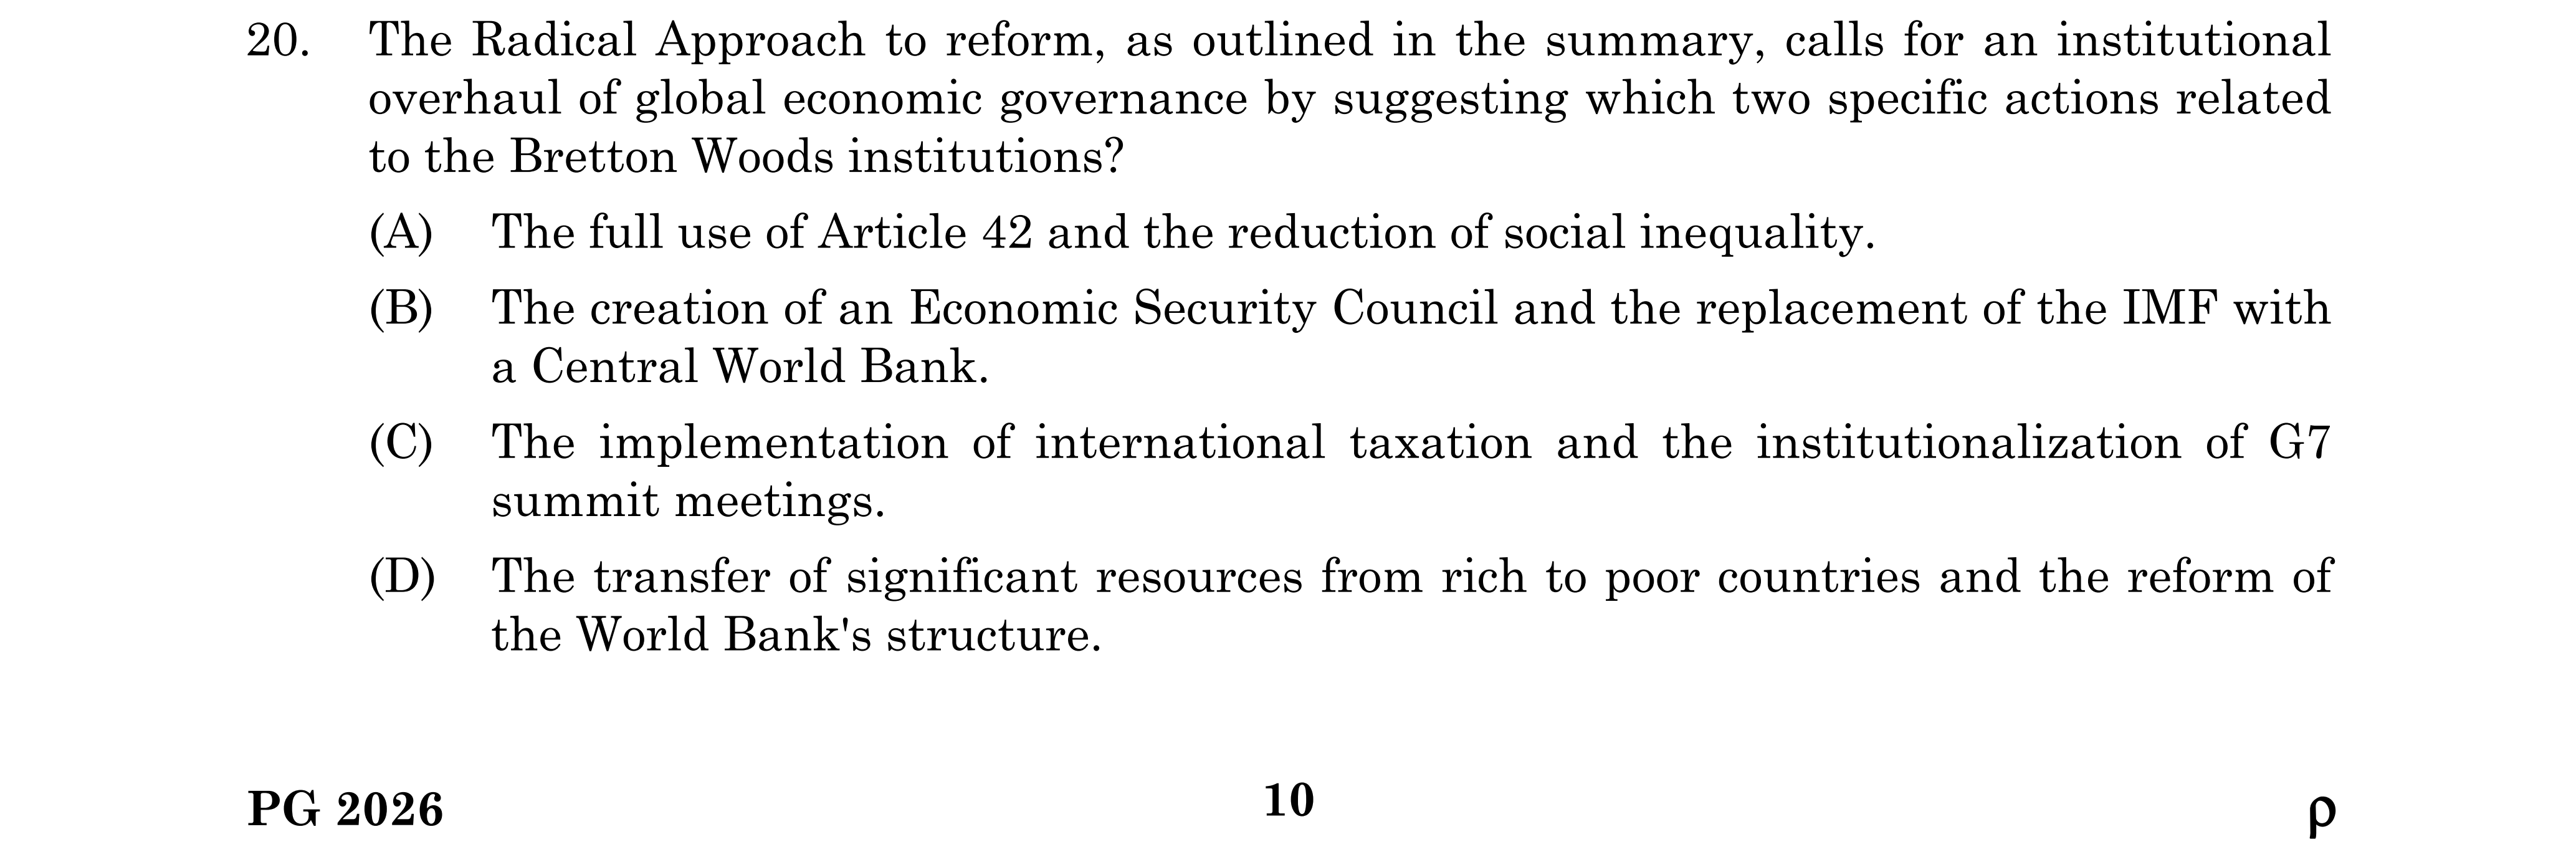 20. The Radical Approach to reform, as outlined in the summary, calls for an institutional
overhaul of global economic governance by suggesting which two specific actions related
to the Bretton Woods institutions?
(A) The full use of Article 42 and the reduction of social inequality.
(B) The creation of an Economic Security Council and the replacement of the IMF with
a Central World Bank.
(C) The implementation of international taxation and the institutionalization of G7
summit meetings.
(D) The transfer of significant resources from rich to poor countries and the reform of
the World Bank's structure.
PG 2026 10 ρ